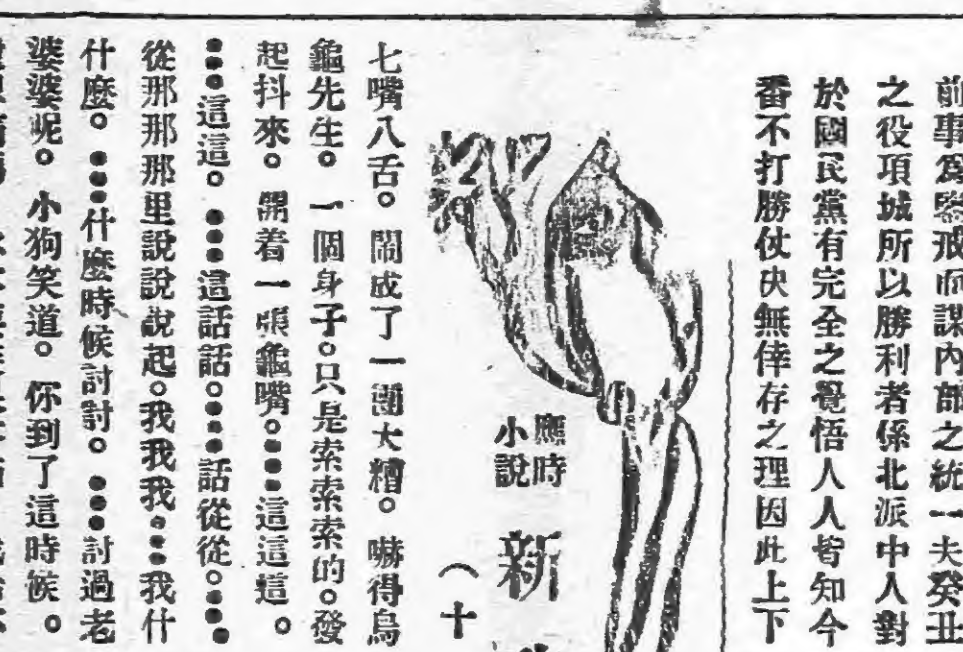 前事爲鑒戒而謀內部之統一夫癸丑
之役項城所以勝利者係北派中人對
於國民黨有完全之覺悟人人皆知今
番不打勝仗决無倖存之理因此上下
應時
小說
新
（十
七嘴八舌。鬧成了一團大糟。嚇得烏
龜先生。一個身子。只是索索索的。發
起抖來。開着一張龜嘴。●●●這這這。
●●●這這。●●●這話話。●●●話從從。●●●
從那那那里說說說起。我我我。●●我什
什麼。●●●什麼時候討討。●●●討過老
婆婆呢。小狗笑道。你到了這時候。